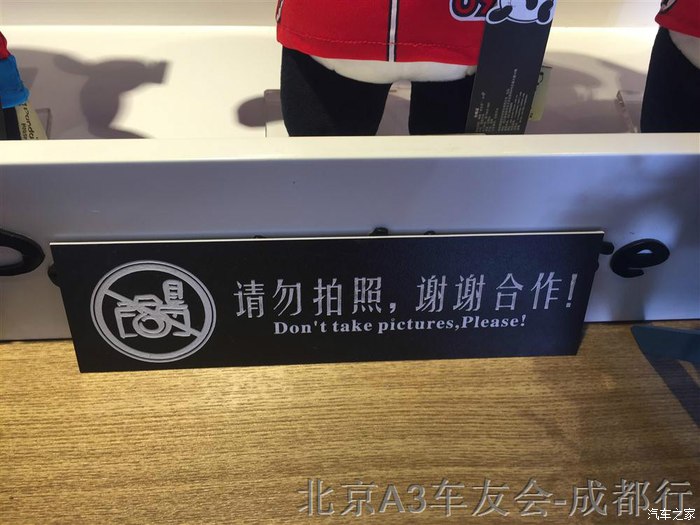 请勿拍照，谢谢合作！
Don't take pictures,Please!
北京A3车友会-成都行
汽车之家